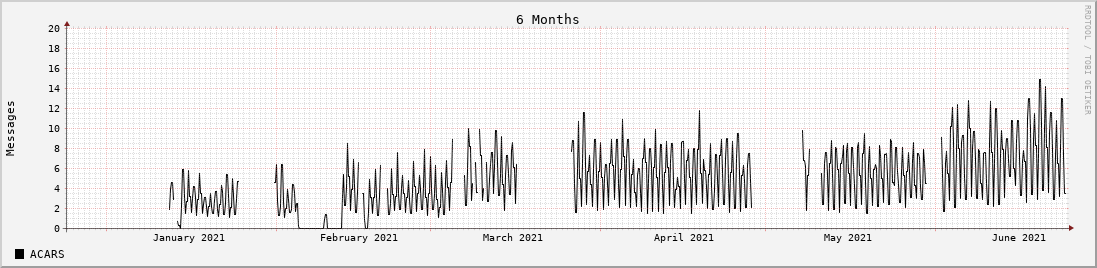 6 Months
RRDTOOL / TOBI OETIKER
Messages
20
18
16
14
12
10
8
6
4
2
0
January 2021 February 2021 March 2021 April 2021 May 2021 June 2021
ACARS